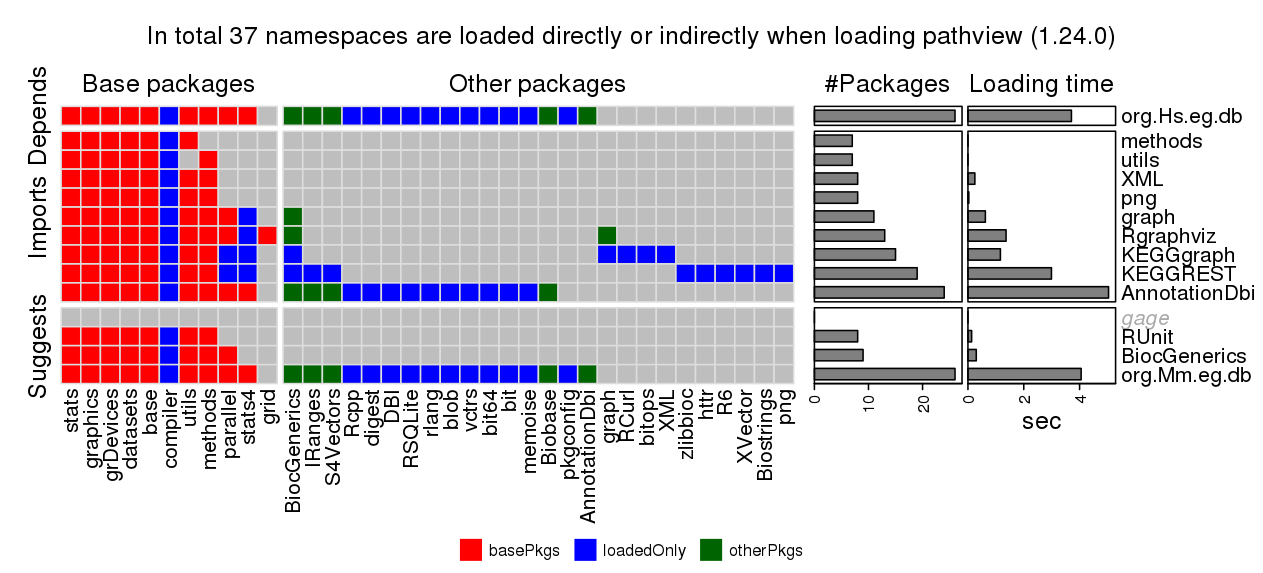 In total 37 namespaces are loaded directly or indirectly when loading pathview (1.24.0)
Base packages
Other packages
#Packages
Loading time
Depends
Imports
Suggests
org.Hs.eg.db
methods
utils
XML
png
graph
Rgraphviz
KEGGgraph
KEGGREST
AnnotationDbi
gage
RUnit
BiocGenerics
org.Mm.eg.db
stats
graphics
grDevices
datasets
base
compiler
utils
methods
parallel
stats4
grid
BiocGenerics
IRanges
S4Vectors
Rcpp
digest
DBI
RSQLite
rlang
blob
vctrs
bit64
bit
memoise
Biobase
pkgconfig
AnnotationDbi
graph
RCurl
bitops
XML
zlibbioc
httr
R6
XVector
Biostrings
png
0 10 20
0 2 4
sec
basePkgs loadedOnly otherPkgs